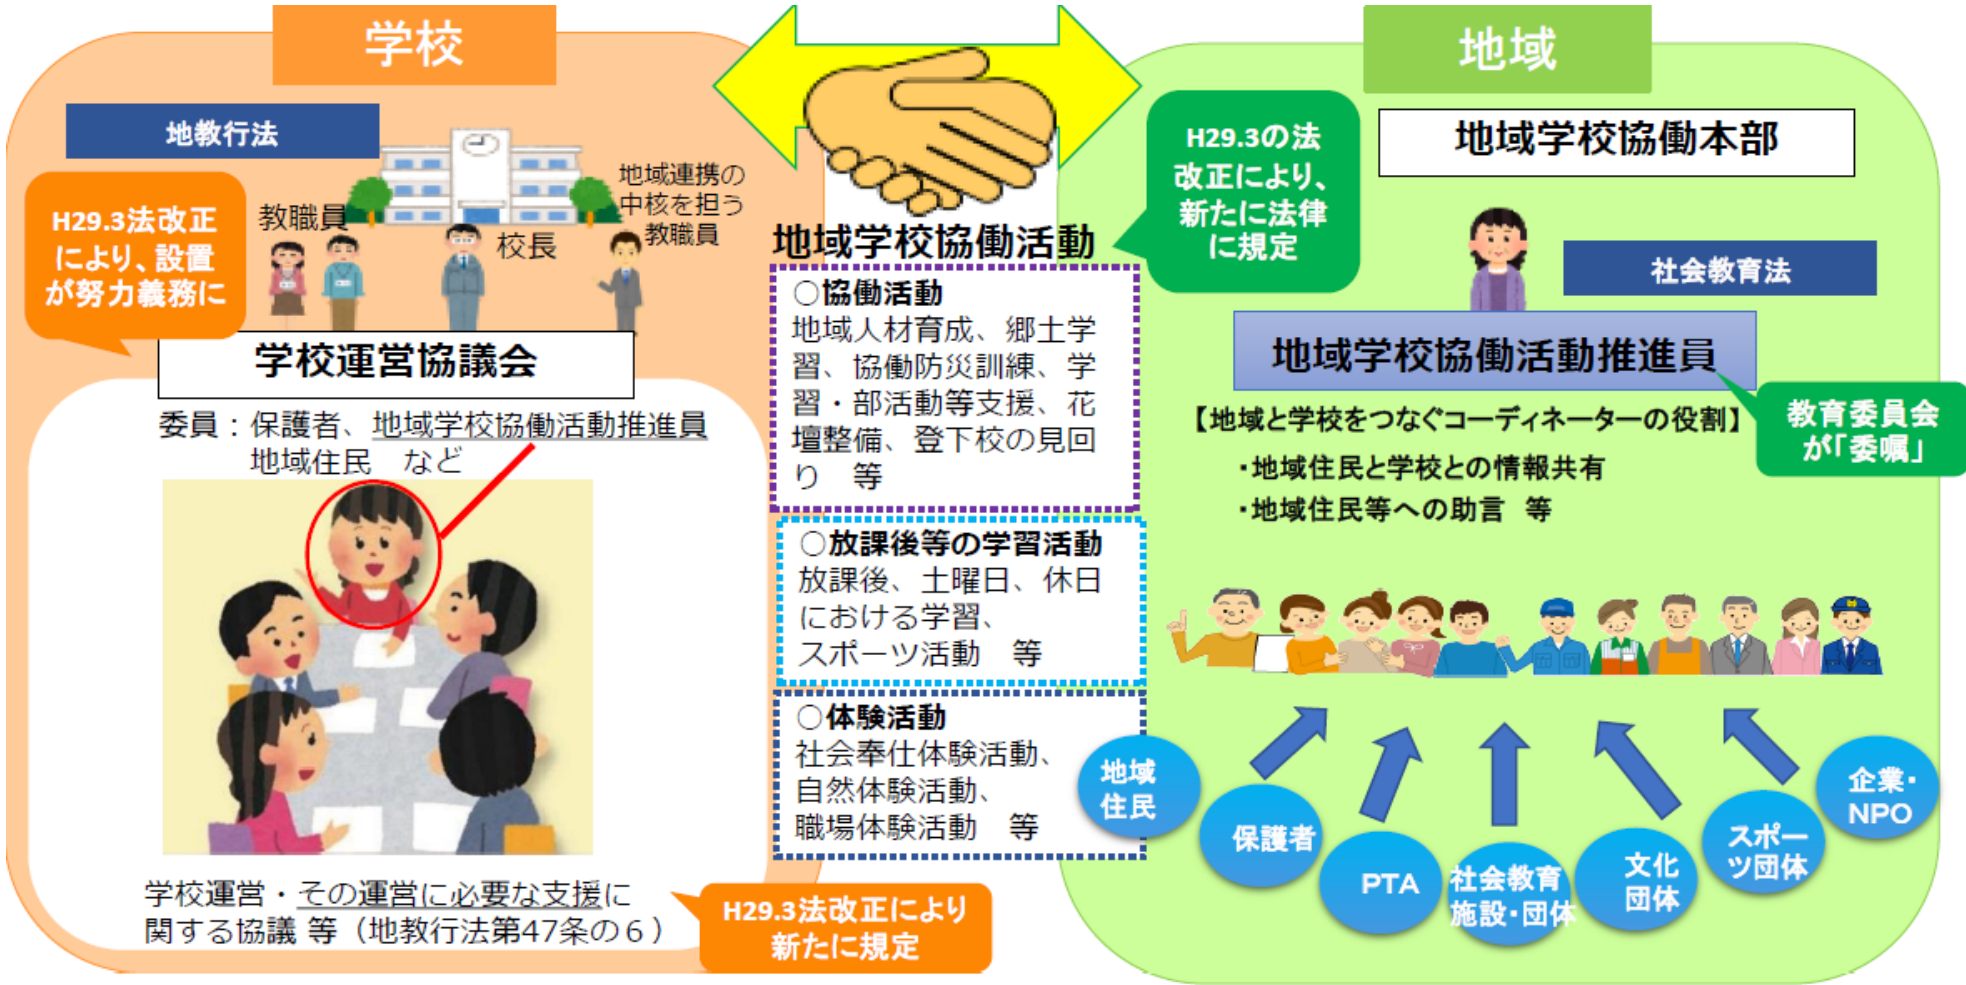 学校
地教行法
H29.3法改正
により、設置
が努力義務に
教職員
校長
地域連携の
中核を担う
教職員
学校運営協議会
委員：保護者、地域学校協働活動推進員
地域住民　など
学校運営・その運営に必要な支援に
関する協議 等（地教行法第47条の６）
H29.3法改正により
新たに規定
地域学校協働活動
○協働活動
地域人材育成、郷土学
習、協働防災訓練、学
習・部活動等支援、花
壇整備、登下校の見回
り　等
○放課後等の学習活動
放課後、土曜日、休日
における学習、
スポーツ活動　等
○体験活動
社会奉仕体験活動、
自然体験活動、
職場体験活動　等
地域
H29.3の法
改正により、
新たに法律
に規定
地域学校協働本部
社会教育法
地域学校協働活動推進員
教育委員会
が「委嘱」
【地域と学校をつなぐコーディネーターの役割】
・地域住民と学校との情報共有
・地域住民等への助言　等
地域
住民
保護者
PTA
社会教育
施設・団体
文化
団体
スポー
ツ団体
企業・
NPO